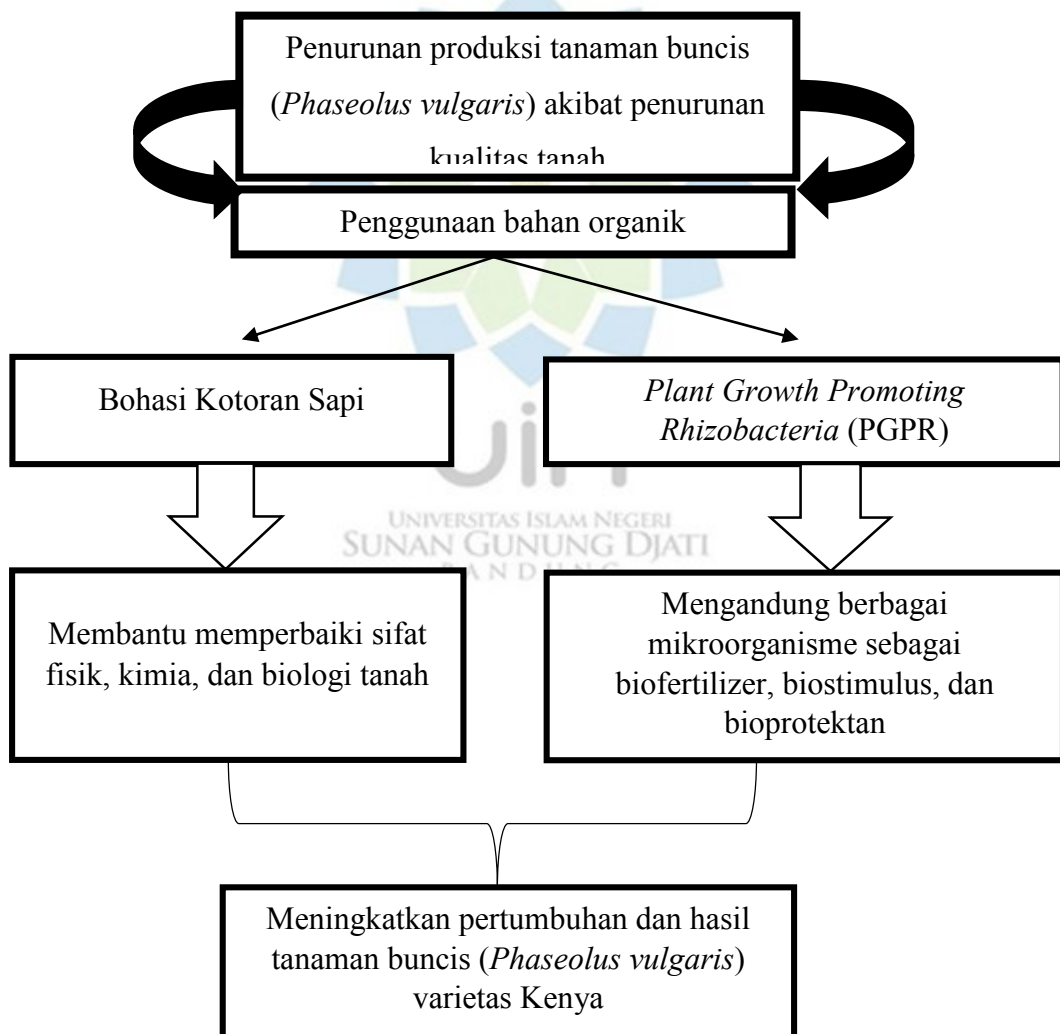 Penurunan produksi tanaman buncis
(Phaseolus vulgaris) akibat penurunan
kualitas tanah
Penggunaan bahan organik
Bohasi Kotoran Sapi
Plant Growth Promoting
Rhizobacteria (PGPR)
uin
UNIVERSITAS ISLAM NEGERI
SUNAN GUNUNG DJATI
BANDUNG
Membantu memperbaiki sifat
fisik, kimia, dan biologi tanah
Mengandung berbagai
mikroorganisme sebagai
biofertilizer, biostimulus, dan
bioprotektan
Meningkatkan pertumbuhan dan hasil
tanaman buncis (Phaseolus vulgaris)
varietas Kenya